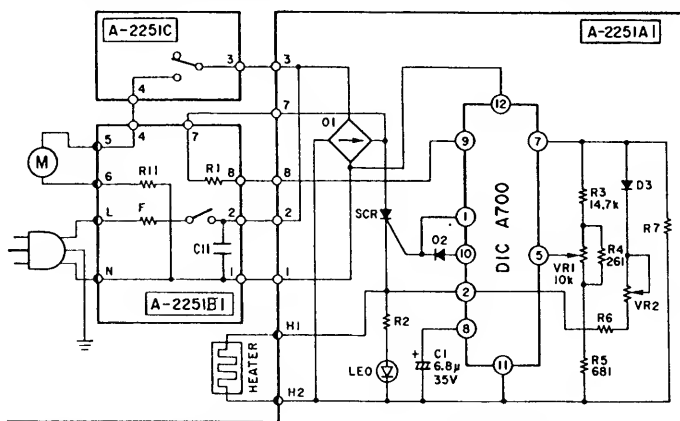 A-2251C
A-2251A1
3
3
4
12
7
D1
5
4
7
9
7
M
R11
R1
8
8
R3
14.7k
D3
6
SCR
1
DIC A700
R7
L
F
2
2
D2
10
5
R4
261
C11
VR1
10k
VR2
N
1
1
2
R6
A-2251B1
H1
R2
8
HEATER
C1
6.8μ
35V
R5
681
LED
+
11
H2